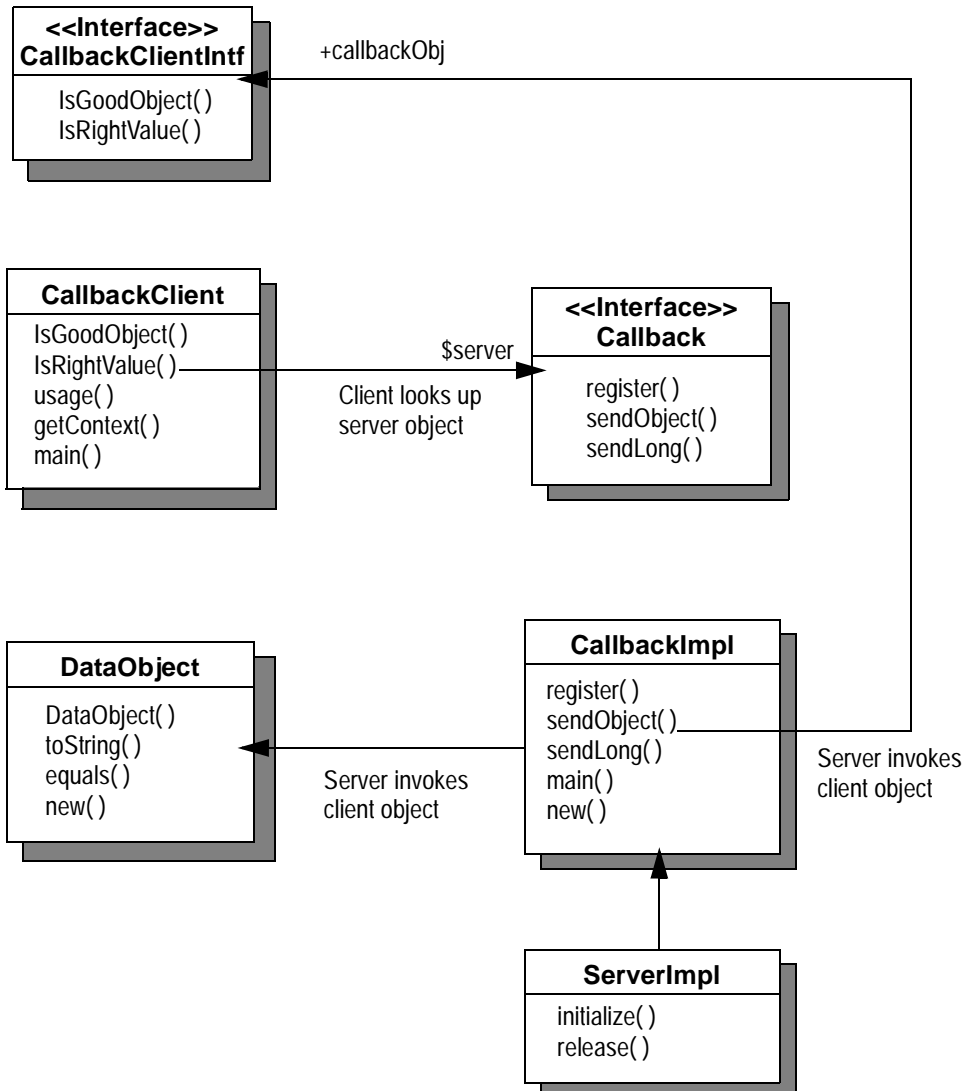 <<Interface>>
CallbackClientIntf
IsGoodObject( )
IsRightValue( )
+callbackObj
CallbackClient
IsGoodObject( )
IsRightValue( )
usage( )
getContext( )
main( )
$server
Client looks up
server object
<<Interface>>
Callback
register( )
sendObject( )
sendLong( )
DataObject
DataObject( )
toString( )
equals( )
new( )
Server invokes
client object
CallbackImpl
register( )
sendObject( )
sendLong( )
main( )
new( )
Server invokes
client object
ServerImpl
initialize( )
release( )